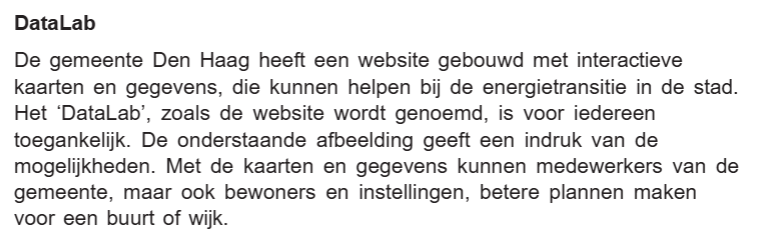 DataLab
De gemeente Den Haag heeft een website gebouwd met interactieve
kaarten en gegevens, die kunnen helpen bij de energietransitie in de stad.
Het ‘DataLab’, zoals de website wordt genoemd, is voor iedereen
toegankelijk. De onderstaande afbeelding geeft een indruk van de
mogelijkheden. Met de kaarten en gegevens kunnen medewerkers van de
gemeente, maar ook bewoners en instellingen, betere plannen maken
voor een buurt of wijk.